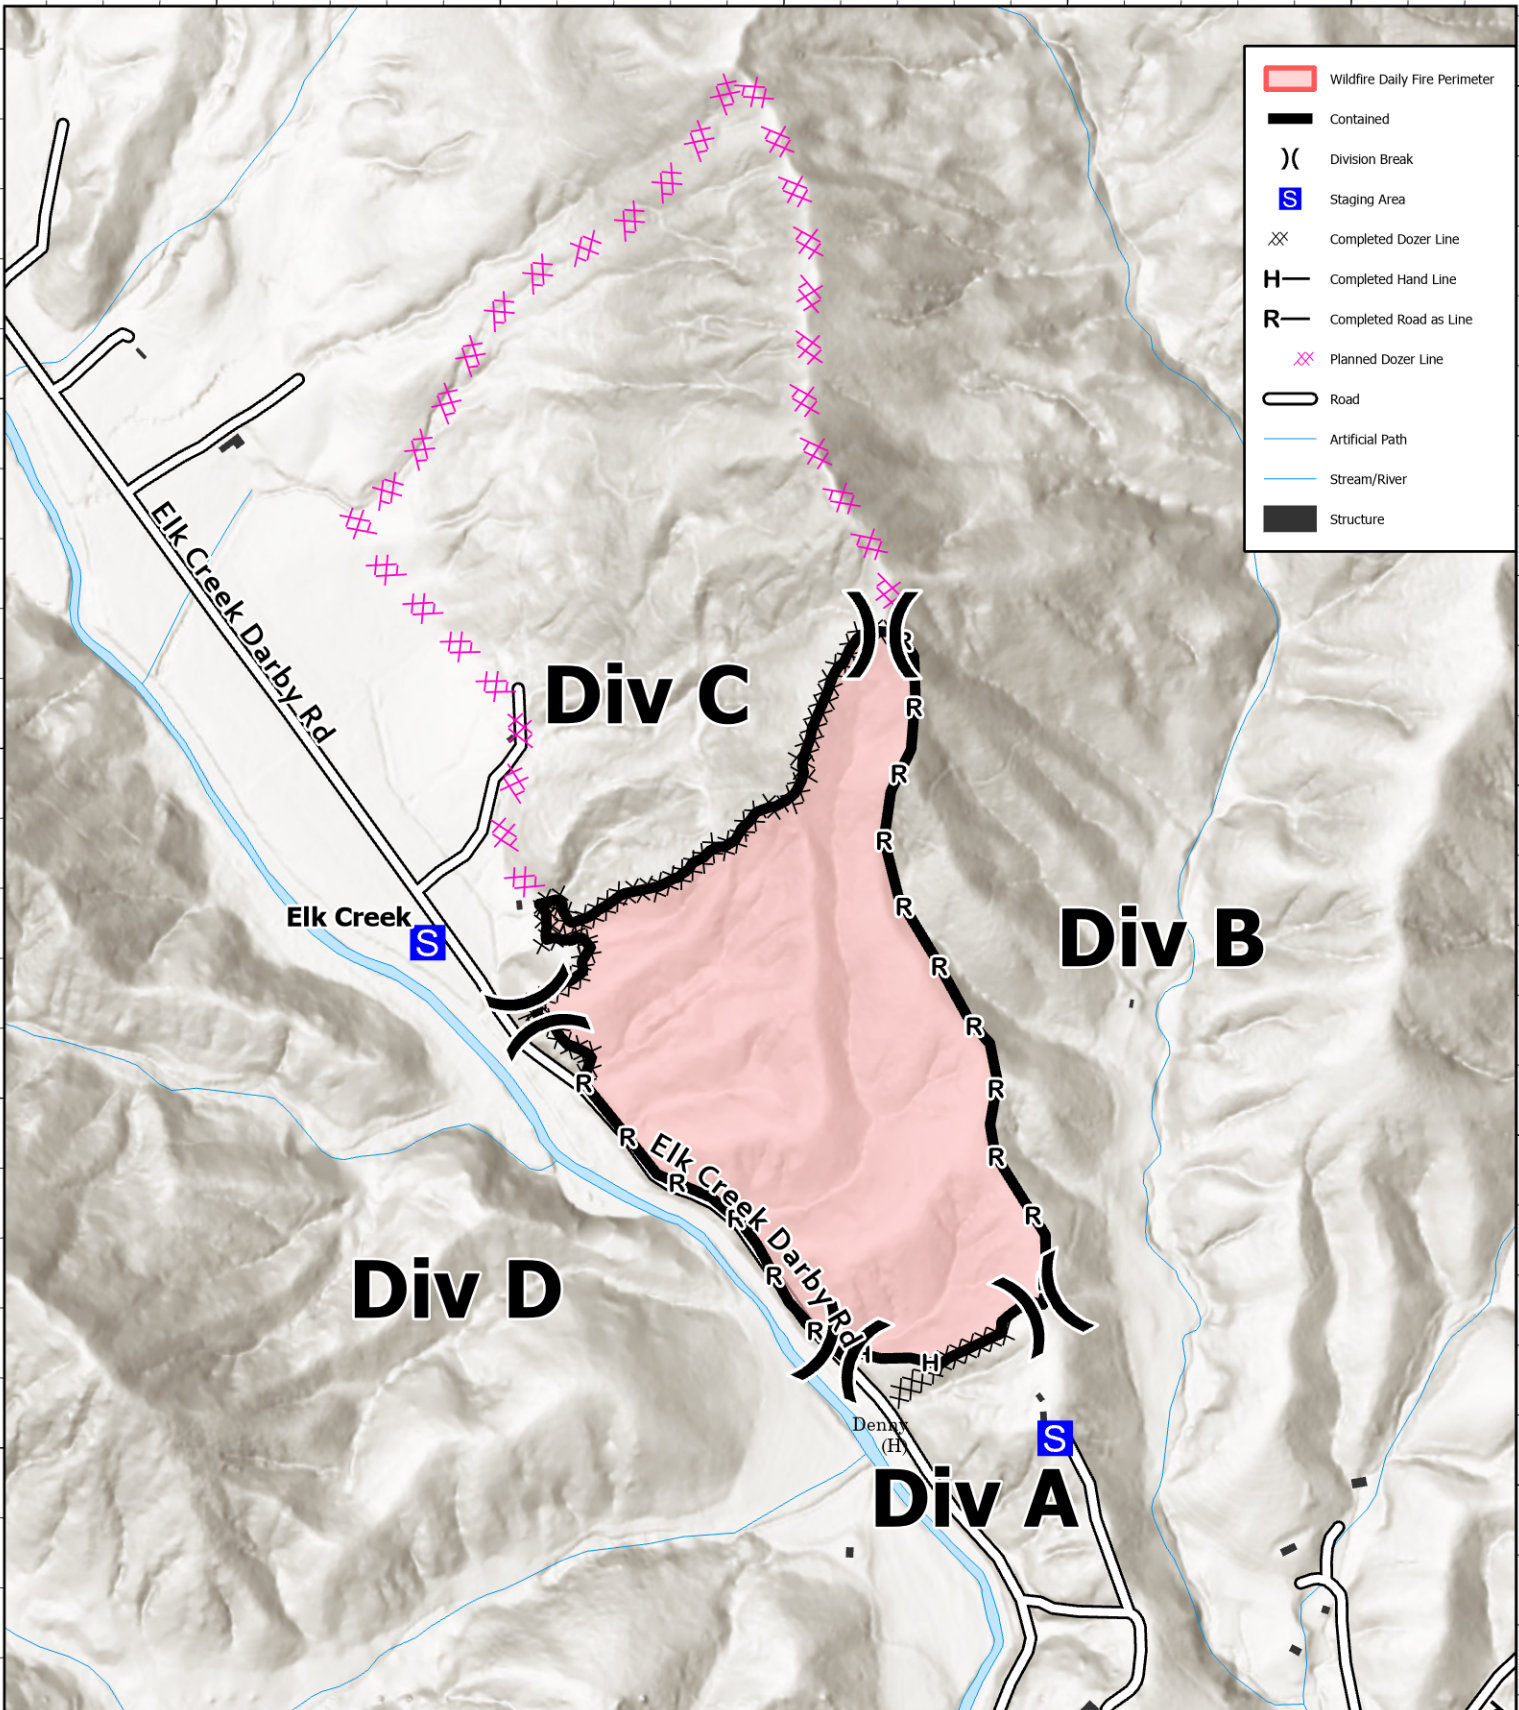 Wildfire Daily Fire Perimeter
Contained
)( Division Break
S Staging Area
Completed Dozer Line
H Completed Hand Line
R Completed Road as Line
Planned Dozer Line
Road
Artificial Path
Stream/River
Structure
Elk Creek Darby Rd
R
Div C
R
R
R
R
Elk Creek
S
Div B
R
R
R
R
R
R
R
R
Elk Creek Darby Rd
R
R
R
R
Div D
H
H
Denny
(H)
S
Div A